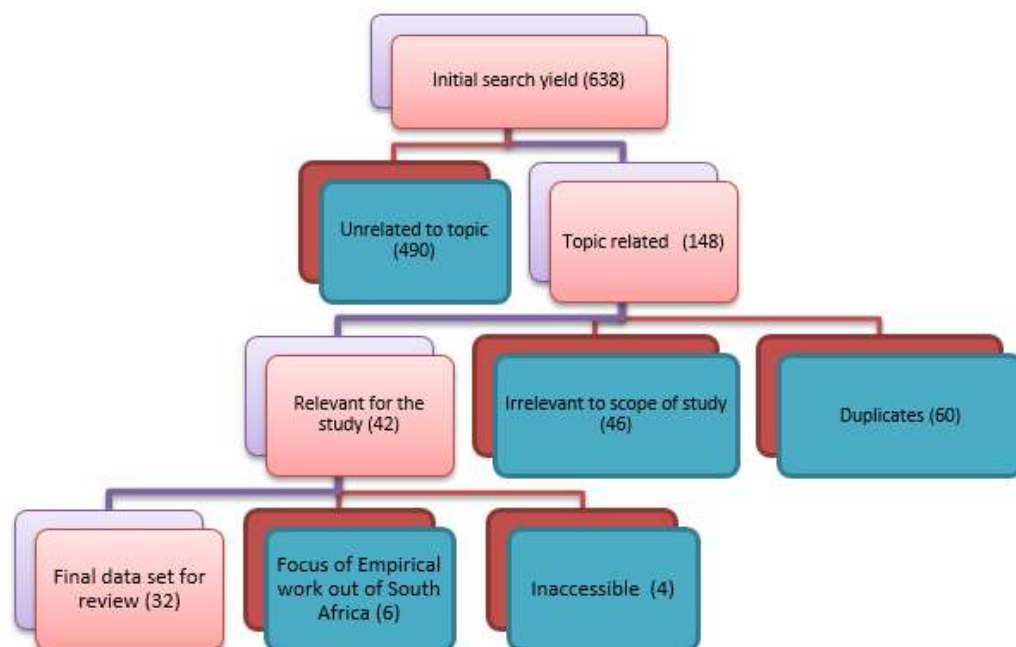 Initial search yield (638)
Unrelated to topic
(490)
Topic related (148)
Relevant for the
study (42)
Irrelevant to scope of study
(46)
Duplicates (60)
Final data set for
review (32)
Focus of Empirical
work out of South
Africa (6)
Inaccessible (4)